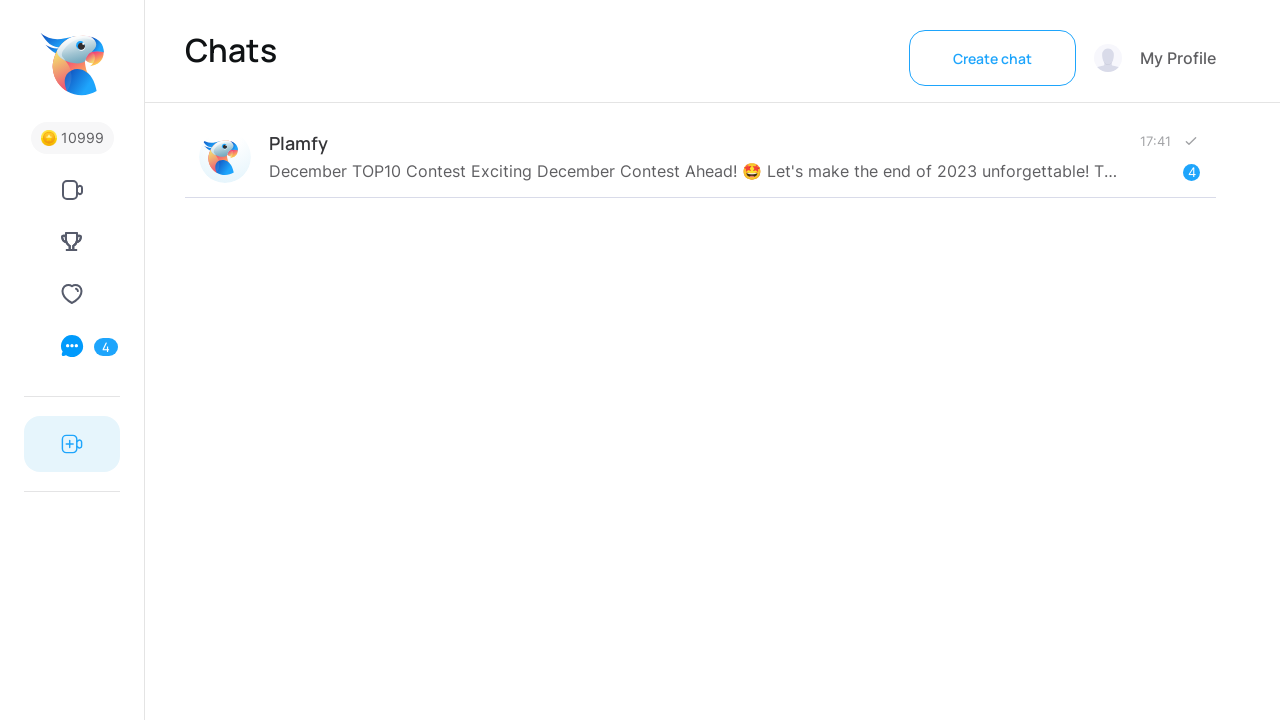 Chats
Create chat
My Profile
10999
4
Plamfy
17:41
December TOP10 Contest Exciting December Contest Ahead! 🤩 Let's make the end of 2023 unforgettable! T...
4